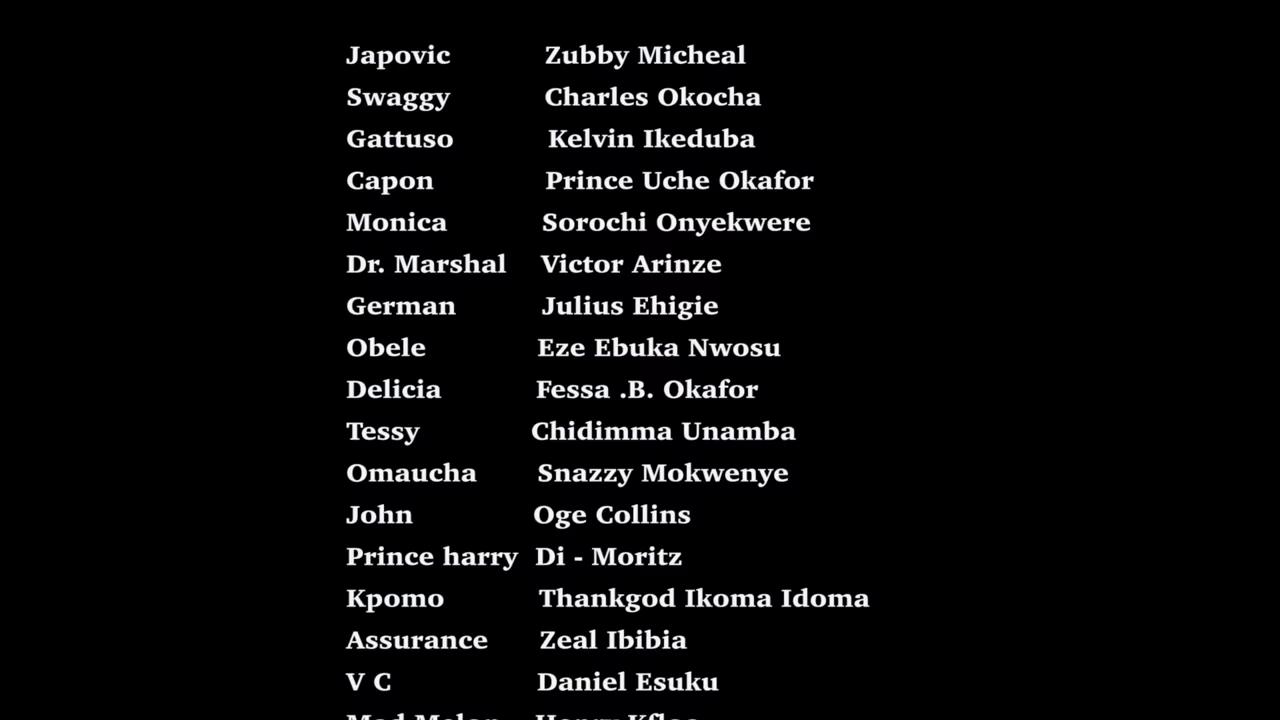 Japovic Zubby Micheal
Swaggy Charles Okocha
Gattuso Kelvin Ikeduba
Capon Prince Uche Okafor
Monica Sorochi Onyekwere
Dr. Marshal Victor Arinze
German Julius Ehigie
Obele Eze Ebuka Nwosu
Delicia Fessa .B. Okafor
Tessy Chidimma Unamba
Omaucha Snazzy Mokwenye
John Oge Collins
Prince harry Di - Moritz
Kpomo Thankgod Ikoma Idoma
Assurance Zeal Ibibia
V C Daniel Esuku